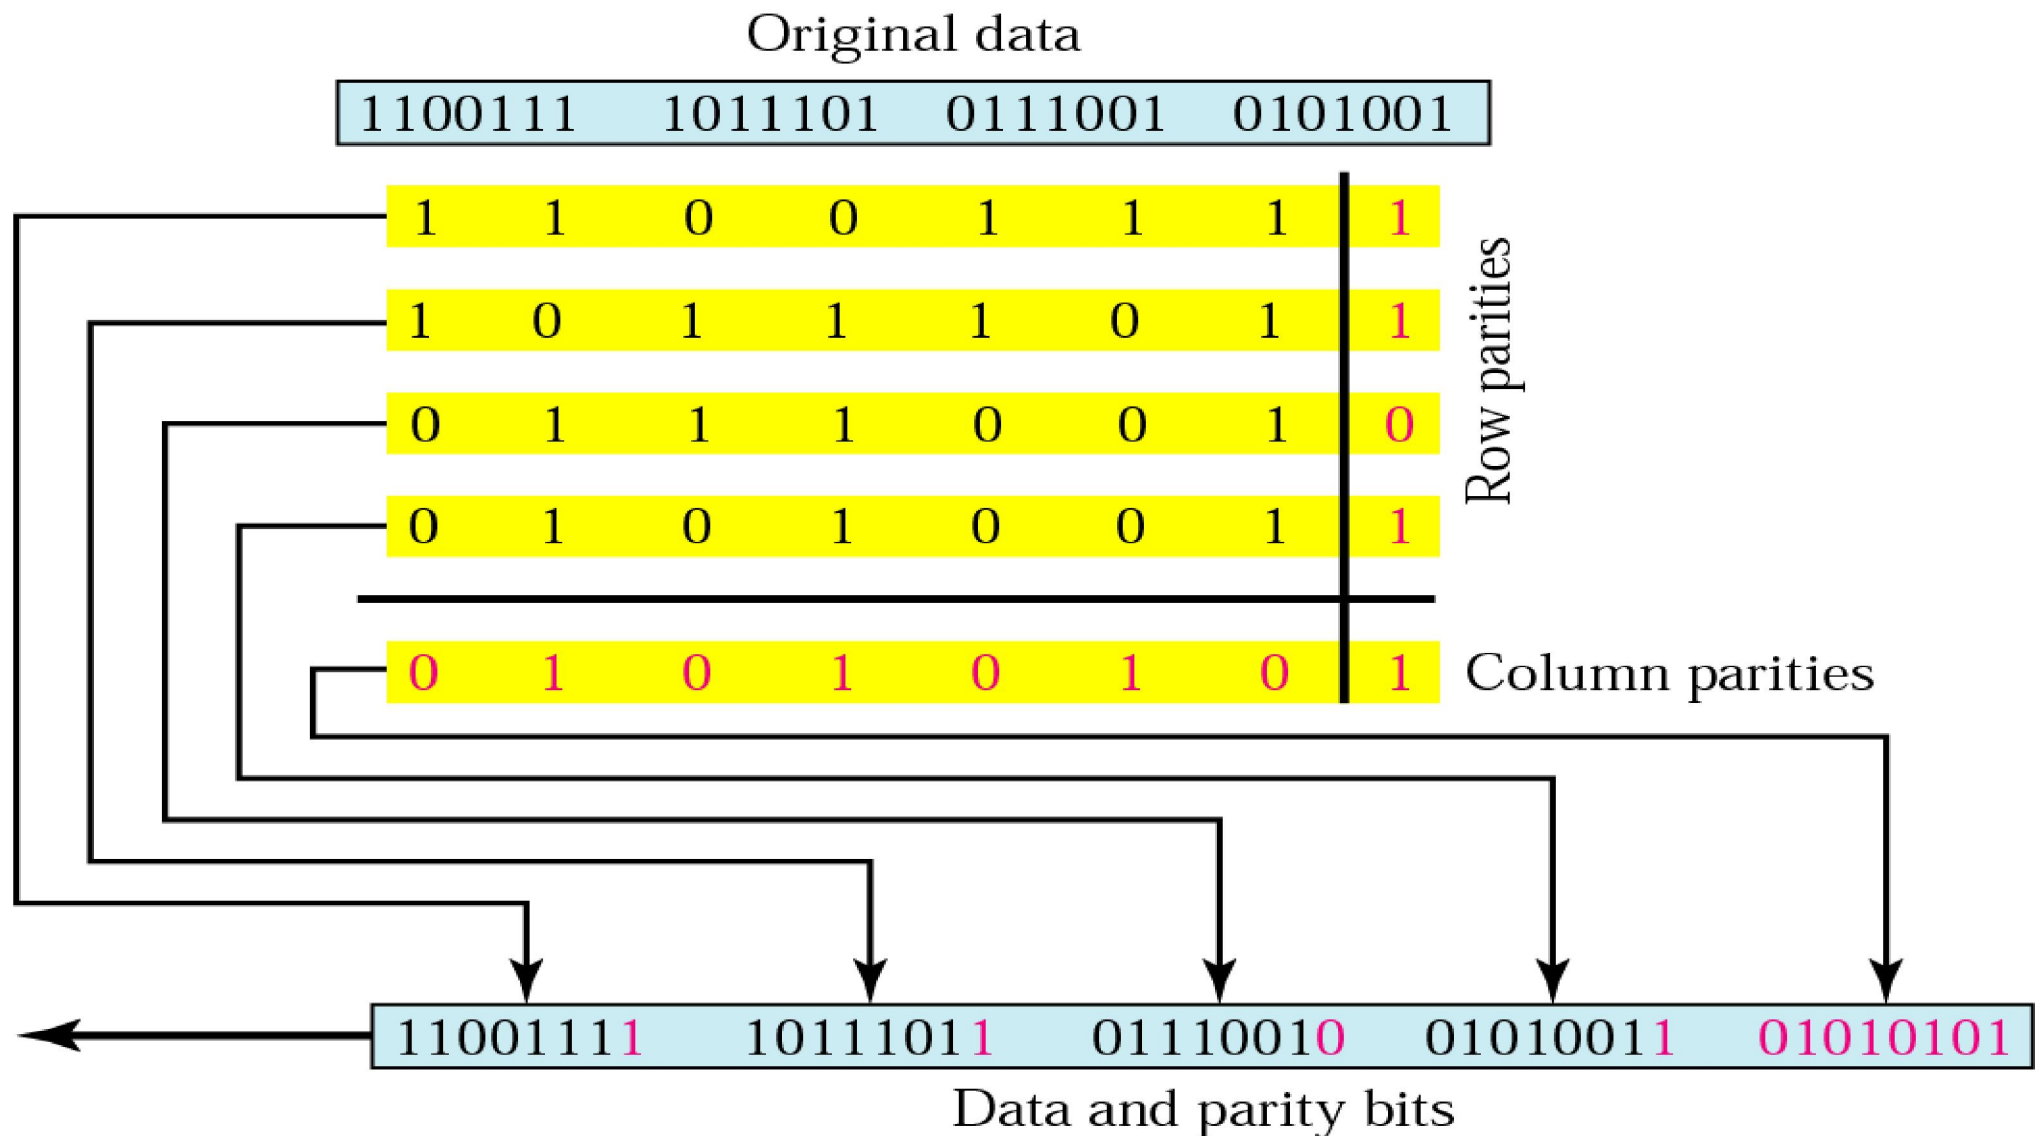 Original data
1100111 1011101 0111001 0101001
1 1 0 0 1 1 1 1
1 0 1 1 1 0 1 1
0 1 1 1 0 0 1 0
0 1 0 1 0 0 1 1
Row parities
0 1 0 1 0 1 0 1 Column parities
11001111 10111011 01110010 01010011 01010101
Data and parity bits